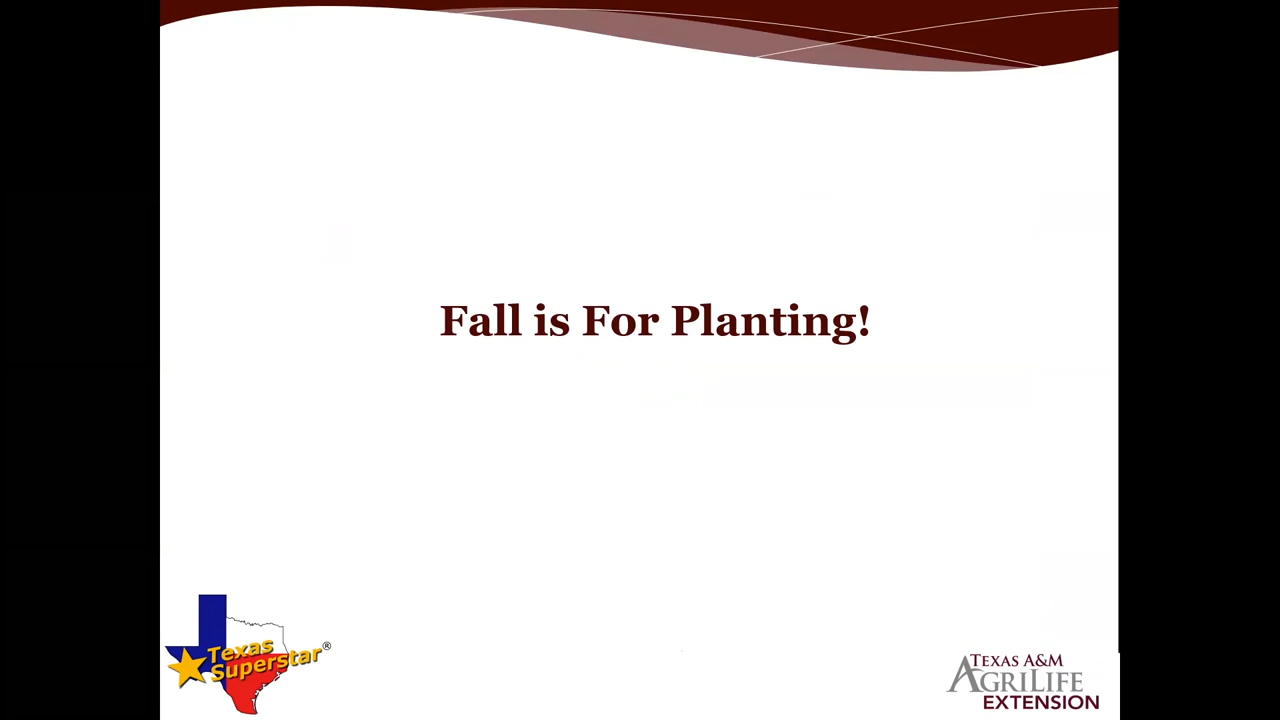 Fall is For Planting!
Texas
Superstar®
TEXAS A&M
AGRILIFE
EXTENSION